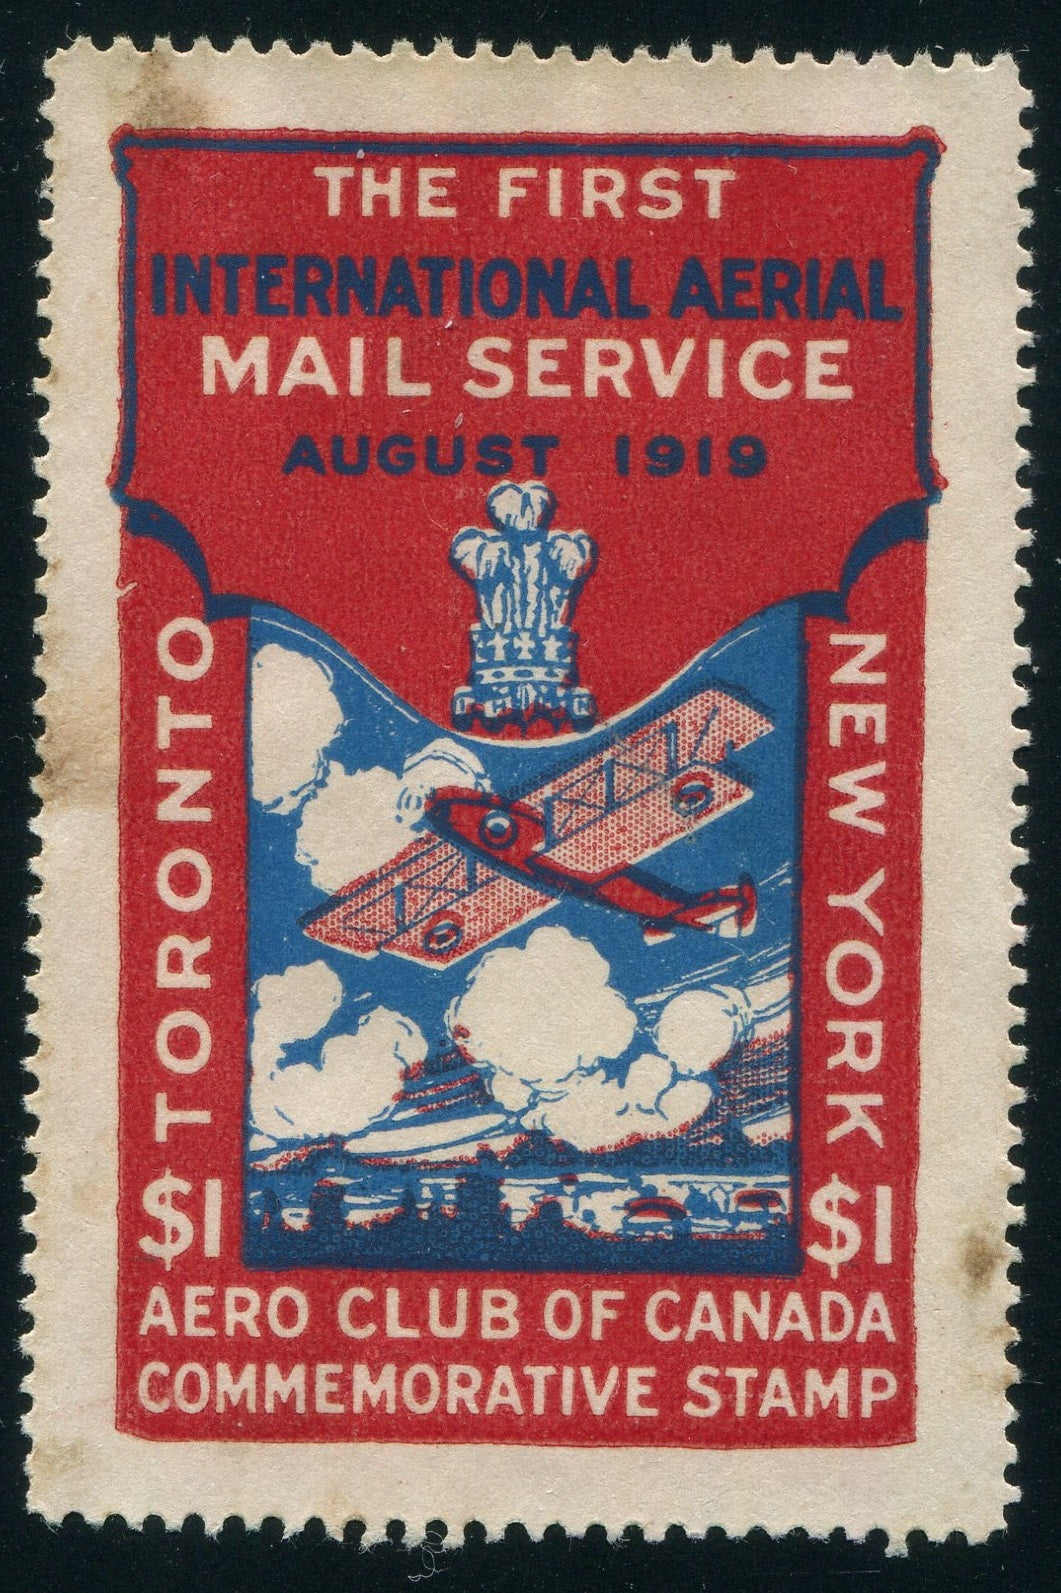 THE FIRST
INTERNATIONAL AERIAL
MAIL SERVICE
AUGUST 1919
TORONTO
NEW YORK
$1
$1
AERO CLUB OF CANADA
COMMEMORATIVE STAMP